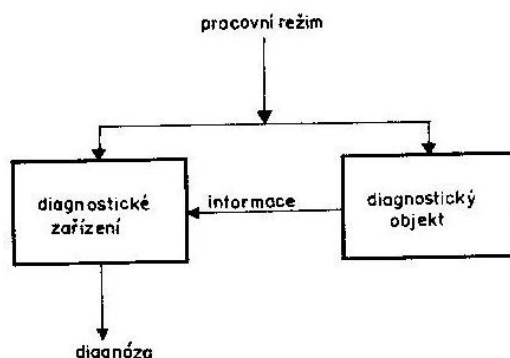 pracovní režim
diagnostické
zařízení
informace
diagnostický
objekt
diagnóza